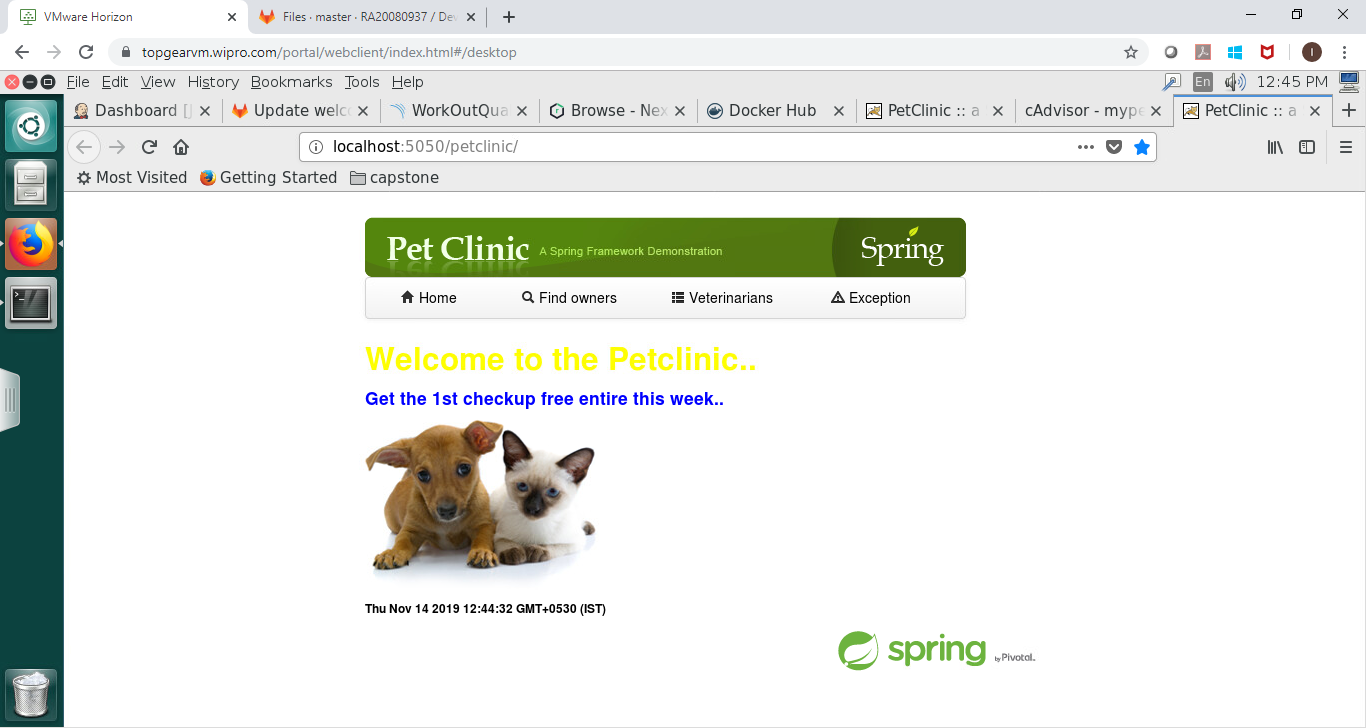 VMware Horizon
Files · master · RA20080937 / De
topgearvm.wipro.com/portal/webclient/index.html#/desktop
I
File Edit View History Bookmarks Tools Help
En
12:45 PM
Dashboard [J
Update welc
WorkOutQua
Browse - Nex
Docker Hub
PetClinic :: a
cAdvisor - mype
PetClinic :: a
localhost:5050/petclinic/
Most Visited
Getting Started
capstone
Pet Clinic
A Spring Framework Demonstration
Spring
Home
Find owners
Veterinarians
Exception
Welcome to the Petclinic..
Get the 1st checkup free entire this week..
Thu Nov 14 2019 12:44:32 GMT+0530 (IST)
spring by Pivotal..